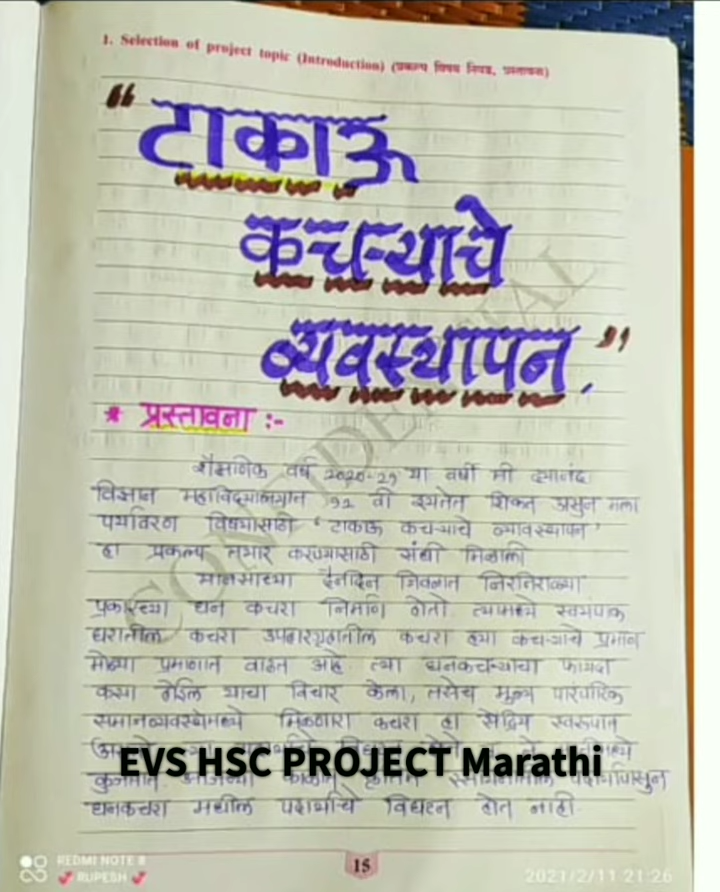 1. Selection of project topic (Introduction) (प्रकल्प विषय निवड, प्रस्तावना)
"टाकाऊ
कचऱ्याचे
व्यवस्थापन."
* प्रस्तावना :-
शैक्षणिक वर्ष 2020-21 या वर्षी मी दयानंद
विज्ञान महाविद्यालयात 12 वी इयत्तेत शिकत असून मला
पर्यावरण विषयासाठी 'टाकाऊ कचऱ्याचे व्यावस्थापन'
हा प्रकल्प तयार करण्यासाठी संधी मिळाली
मानसाच्या दैनंदिन जिवनात निरनिराळ्या
प्रकारच्या घन कचरा निर्माण होतो त्यामध्ये स्वयंपाक
घरातील कचरा उपहारगृहातील कचरा ह्या कचऱ्याचे प्रमाण
मोठ्या प्रमाणात वाढत आहे त्या घनकचऱ्याचा फायदा
कसा होईल याचा विचार केला, तसेच मुख्य पारंपारिक
समाजव्यवस्थेमध्ये मिळणारा कचरा हा सेंद्रिय स्वरूपात
EVS HSC PROJECT Marathi
घनकचरा मधील पदार्थाचे विघटन होत नाही.
CONFIDENTIAL
15
REDMI NOTE 8
RUPESH
2021/2/11 21:26